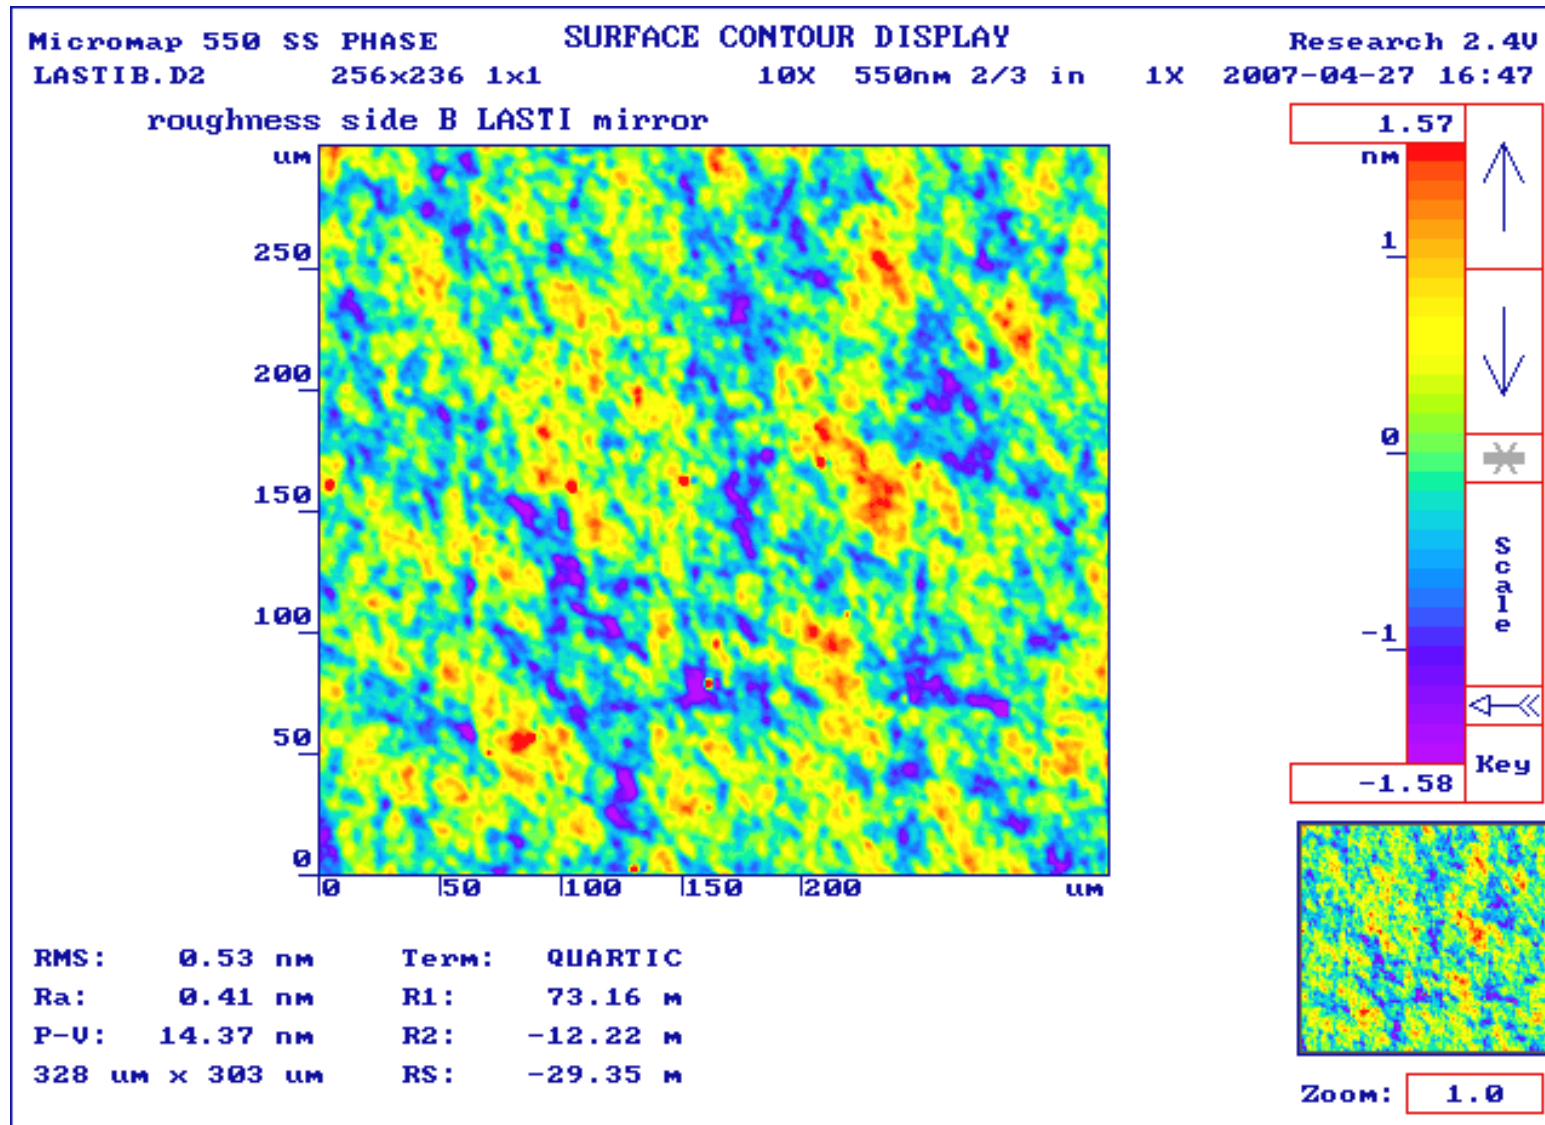 Micromap 550 SS PHASE SURFACE CONTOUR DISPLAY Research 2.4V
LASTIB.D2 256x236 1x1 10X 550nm 2/3 in 1X 2007-04-27 16:47
roughness side B LASTI mirror
1.57
um
nm
250
1
200
0
150
Scale
100
-1
50
Key
-1.58
0
0 50 100 150 200 um
RMS: 0.53 nm Term: QUARTIC
Ra: 0.41 nm R1: 73.16 m
P-V: 14.37 nm R2: -12.22 m
328 um x 303 um RS: -29.35 m
Zoom: 1.0